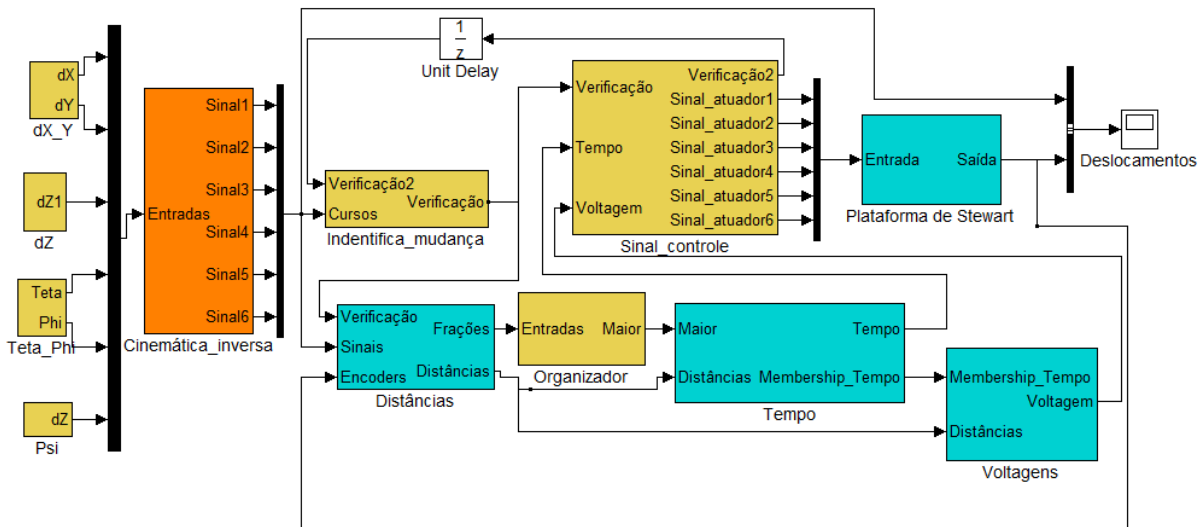 dX
dY
dX_Y
dZ1
dZ
Teta
Phi
Teta_Phi
dZ
Psi
Entradas
Sinal1
Sinal2
Sinal3
Sinal4
Sinal5
Sinal6
Cinemática_inversa
1
z
Unit Delay
Verificação2
Cursos
Verificação
Indentifica_mudança
Verificação
Tempo
Voltagem
Verificação2
Sinal_atuador1
Sinal_atuador2
Sinal_atuador3
Sinal_atuador4
Sinal_atuador5
Sinal_atuador6
Sinal_controle
Entrada
Saída
Plataforma de Stewart
Deslocamentos
Verificação
Sinais
Encoders
Frações
Distâncias
Distâncias
Entradas
Maior
Organizador
Maior
Distâncias
Tempo
Membership_Tempo
Tempo
Membership_Tempo
Voltagem
Distâncias
Voltagens